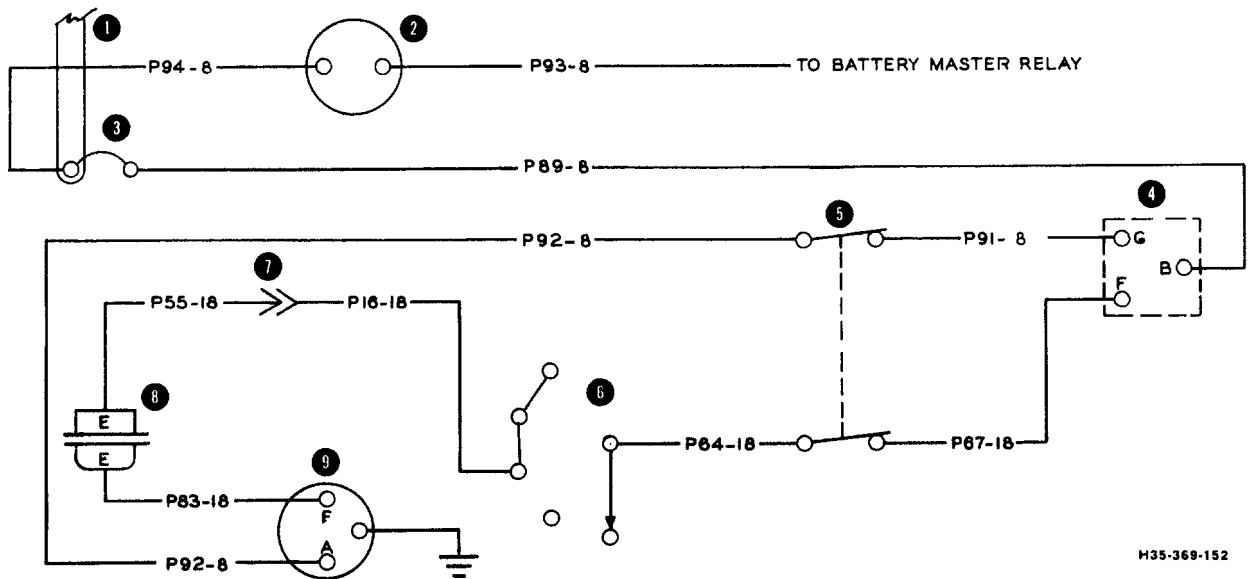 1
2
P94-8
P93-8
TO BATTERY MASTER RELAY
3
P89-8
4
5
P92-8
P91-8
G
B
7
F
P55-18
P16-18
6
8
E
E
P64-18
P67-18
9
P83-18
F
A
P92-8
H35-369-152